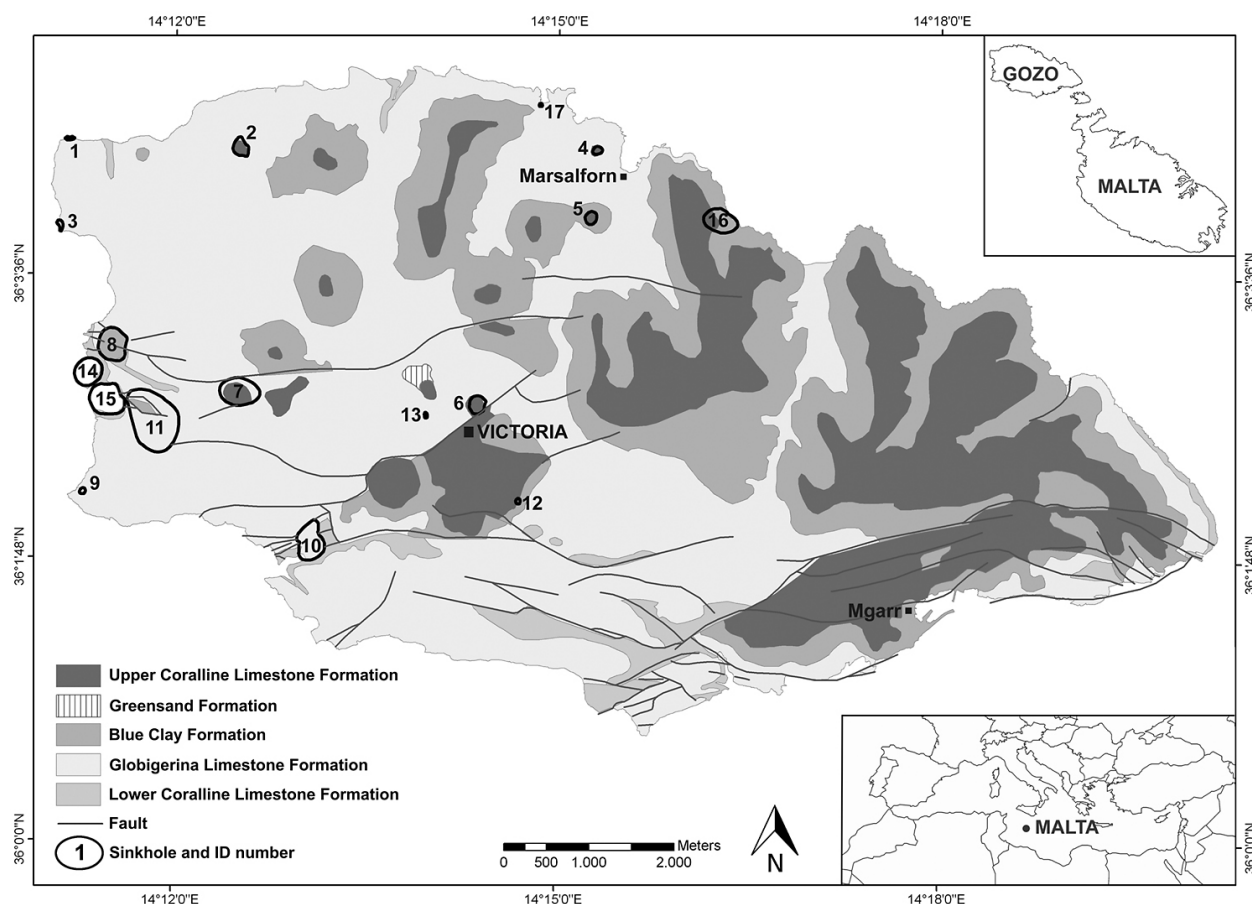 14°12'0"E
14°15'0"E
14°18'0"E
GOZO
MALTA
17
2
1
4
Marsalforn
5
16
3
36°3'36"N
36°3'36"N
8
14
7
15
13
6
11
VICTORIA
9
12
10
36°1'48"N
36°1'48"N
Mgarr
Upper Coralline Limestone Formation
Greensand Formation
Blue Clay Formation
Globigerina Limestone Formation
Lower Coralline Limestone Formation
Fault
1 Sinkhole and ID number
0 500 1.000 2.000 Meters
N
MALTA
36°0'0"N
36°0'0"N
14°12'0"E
14°15'0"E
14°18'0"E